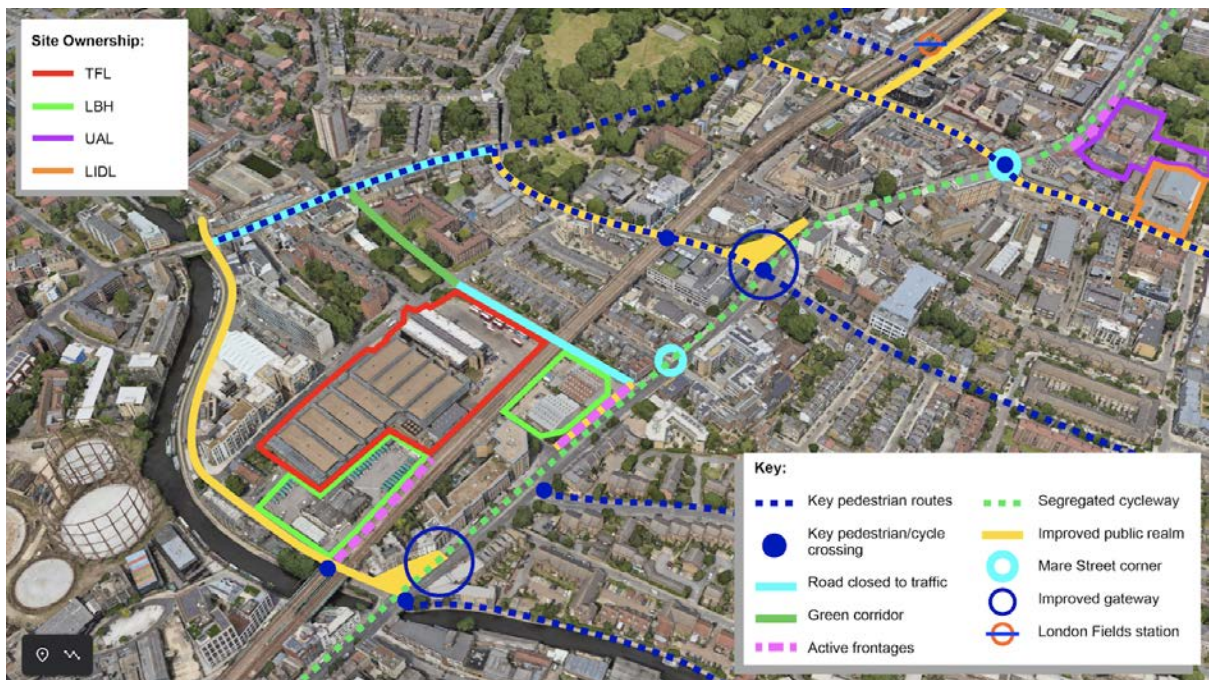 Site Ownership:
TFL
LBH
UAL
LIDL
Key:
Key pedestrian routes
Key pedestrian/cycle
crossing
Road closed to traffic
Green corridor
Active frontages
Segregated cycleway
Improved public realm
Mare Street corner
Improved gateway
London Fields station